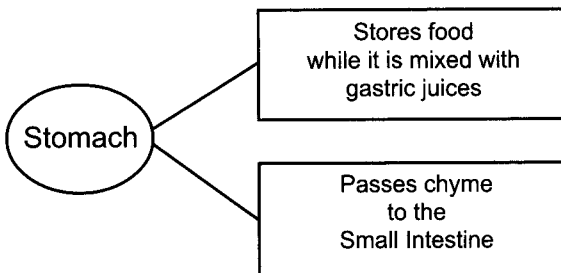 Stores food
while it is mixed with
gastric juices
Stomach
Passes chyme
to the
Small Intestine